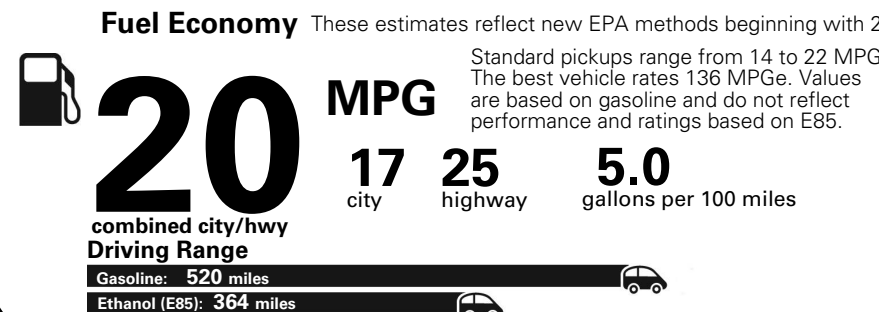 Fuel Economy These estimates reflect new EPA methods beginning with 2
Standard pickups range from 14 to 22 MPG
The best vehicle rates 136 MPGe. Values
are based on gasoline and do not reflect
performance and ratings based on E85.
20 MPG
combined city/hwy
17 city
25 highway
5.0 gallons per 100 miles
Driving Range
Gasoline: 520 miles
Ethanol (E85): 364 miles